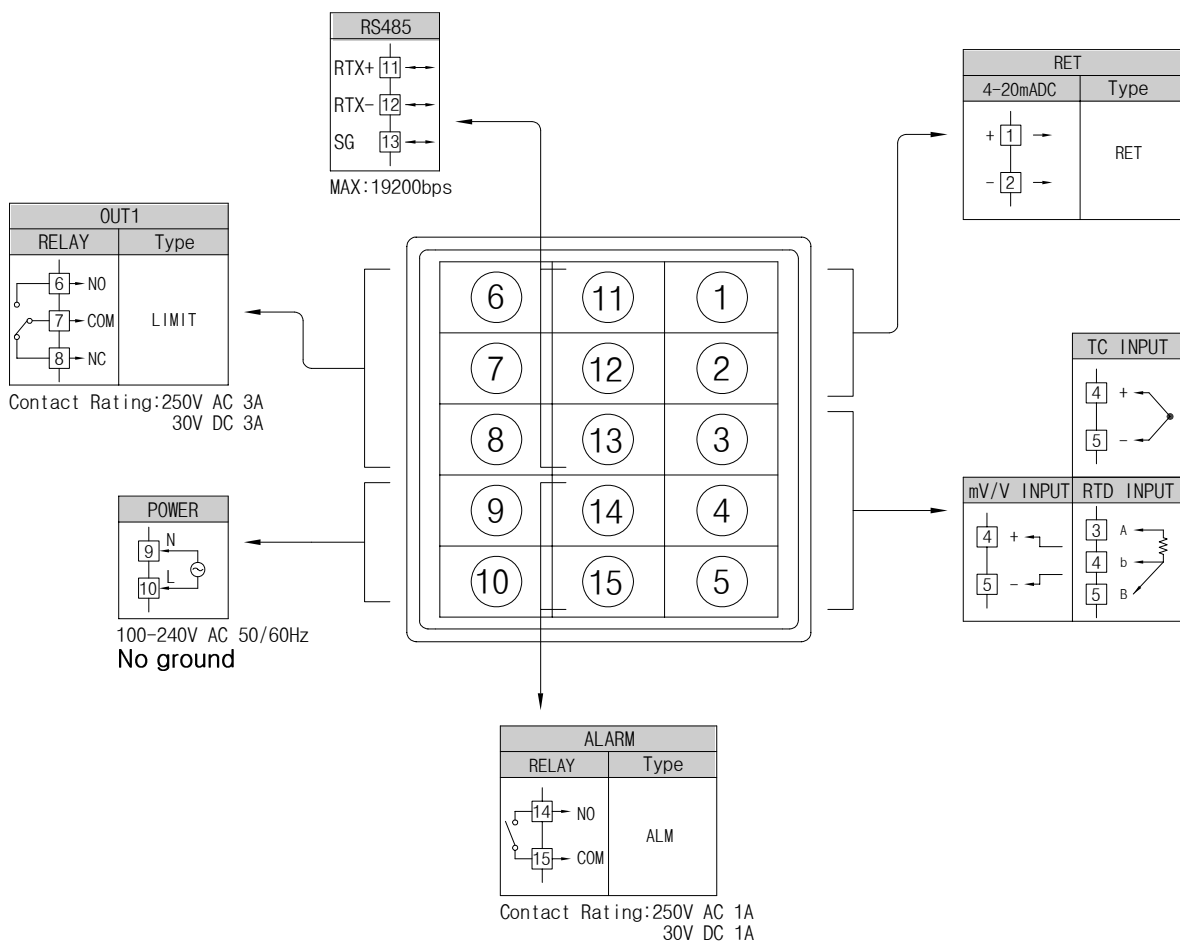 RS485
RTX+ 11
RTX- 12
SG 13
MAX:19200bps
RET
4-20mADC Type
+ 1
- 2
RET
OUT1
RELAY Type
6 NO
7 COM
8 NC
LIMIT
Contact Rating:250V AC 3A
30V DC 3A
6 11 1
7 12 2
8 13 3
9 14 4
10 15 5
TC INPUT
4 +
5 -
mV/V INPUT RTD INPUT
4 +
5 -
3 A
4 b
5 B
POWER
9 N
10 L
100-240V AC 50/60Hz
No ground
ALARM
RELAY Type
14 NO
15 COM
ALM
Contact Rating:250V AC 1A
30V DC 1A